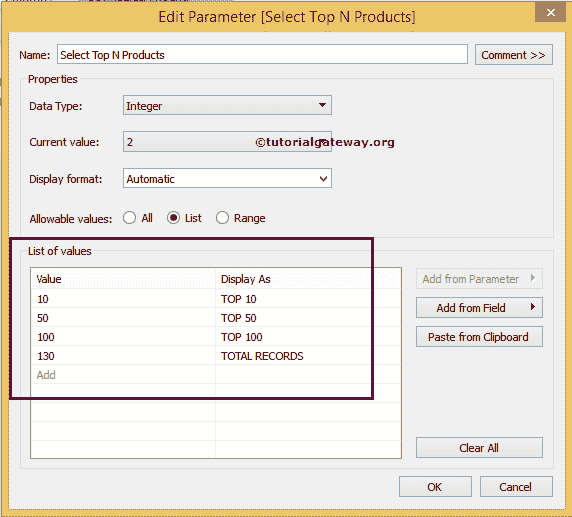 Edit Parameter [Select Top N Products]
Name: Select Top N Products Comment >>
Properties
Data Type: Integer
Current value: 2
©tutorialgateway.org
Display format: Automatic
Allowable values: All List Range
List of values
Value Display As Add from Parameter
10 TOP 10
50 TOP 50 Add from Field
100 TOP 100 Paste from Clipboard
130 TOTAL RECORDS
Add
Clear All
OK Cancel